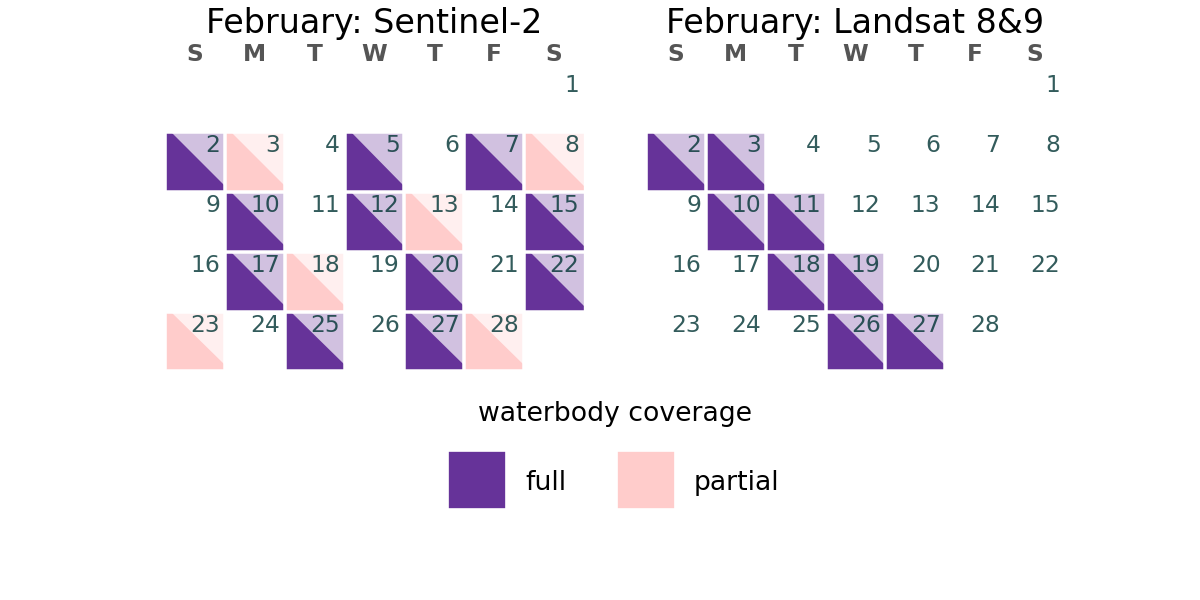 February: Sentinel-2
S M T W T F S
1
2 3 4 5 6 7 8
9 10 11 12 13 14 15
16 17 18 19 20 21 22
23 24 25 26 27 28
February: Landsat 8&9
S M T W T F S
1
2 3 4 5 6 7 8
9 10 11 12 13 14 15
16 17 18 19 20 21 22
23 24 25 26 27 28
waterbody coverage
full partial